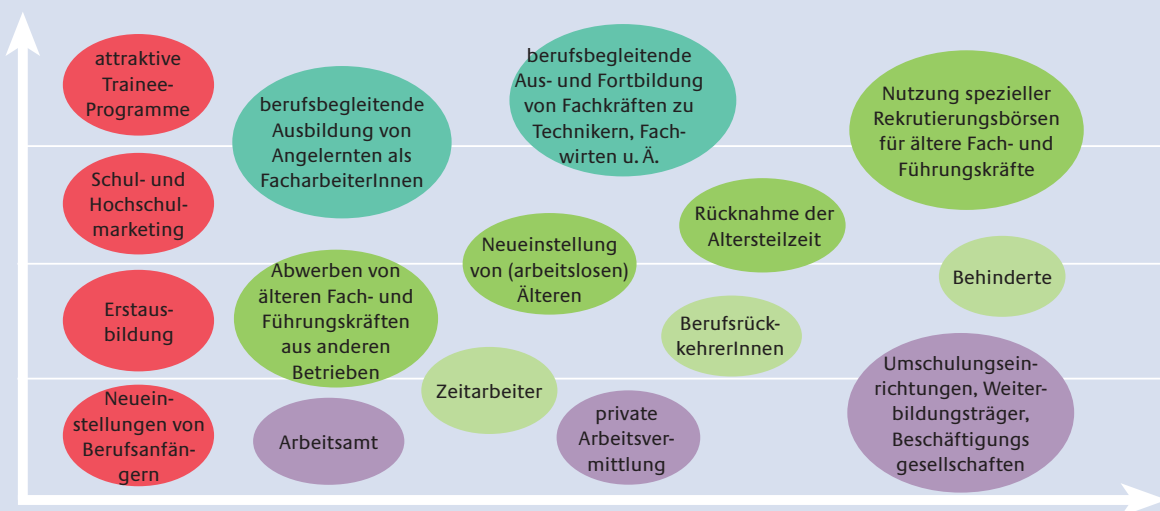 attraktive
Trainee-
Programme
berufsbegleitende
Ausbildung von
Angelernten als
FacharbeiterInnen
berufsbegleitende
Aus- und Fortbildung
von Fachkräften zu
Technikern, Fach-
wirten u. Ä.
Nutzung spezieller
Rekrutierungsbörsen
für ältere Fach- und
Führungskräfte
Schul- und
Hochschul-
marketing
Rücknahme der
Altersteilzeit
Neueinstellung
von (arbeitslosen)
Älteren
Behinderte
Abwerben von
älteren Fach- und
Führungskräften
aus anderen
Betrieben
Erstaus-
bildung
BerufsrücK-
kehrerInnen
Zeitarbeiter
Umschulungsein-
richtungen, Weiter-
bildungsträger,
Beschäftigungs
gesellschaften
Neuein-
stellungen von
Berufsanfän-
gern
Arbeitsamt
private
Arbeitsver-
mittlung